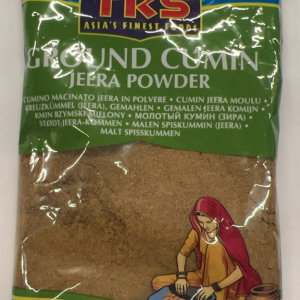 TRS
ASIA'S FINEST FOODS
GROUND CUMIN
JEERA POWDER
CUMINO MACINATO JEERA IN POLVERE • CUMIN JEERA MOULU •
KREUZKÜMMEL (JEERA), GEMAHLEN • GEMALEN JEERA KOMIJN •
KMIN RZYMSKI MIELONY • МОЛОТЫЙ КУМИН (ЗИРА) •
STØDT JEERA-KOMMEN • MALEN SPISKUMMIN (JEERA) •
MALT SPISSKUMMEN